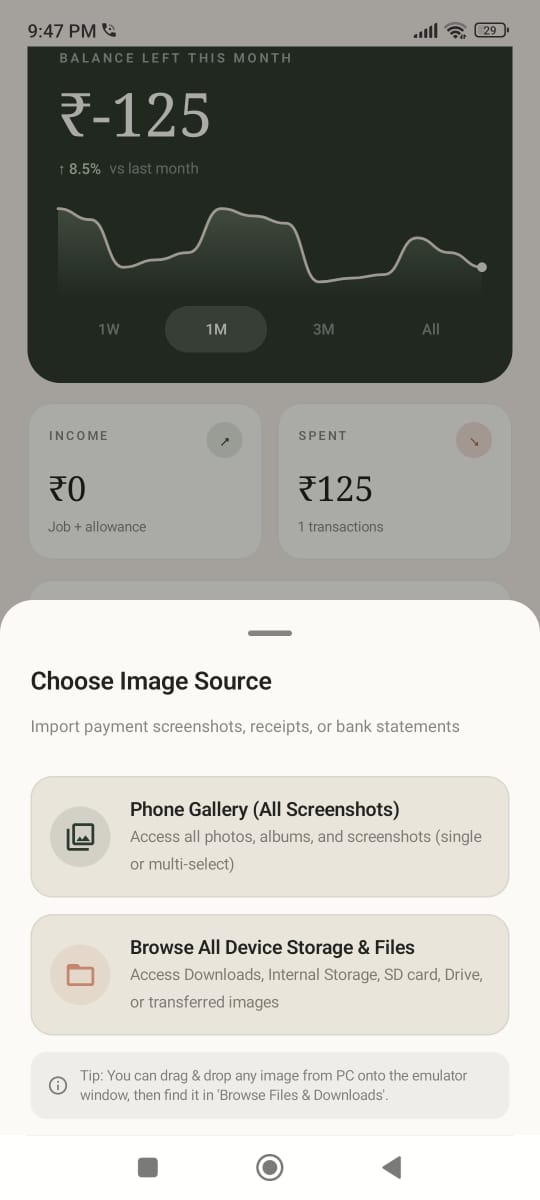 9:47 PM
29
BALANCE LEFT THIS MONTH
₹-125
↑ 8.5% vs last month
1W 1M 3M All
INCOME
↗
SPENT
↘
₹0
₹125
Job + allowance
1 transactions
Choose Image Source
Import payment screenshots, receipts, or bank statements
Phone Gallery (All Screenshots)
Access all photos, albums, and screenshots (single
or multi-select)
Browse All Device Storage & Files
Access Downloads, Internal Storage, SD card, Drive,
or transferred images
Tip: You can drag & drop any image from PC onto the emulator
window, then find it in 'Browse Files & Downloads'.